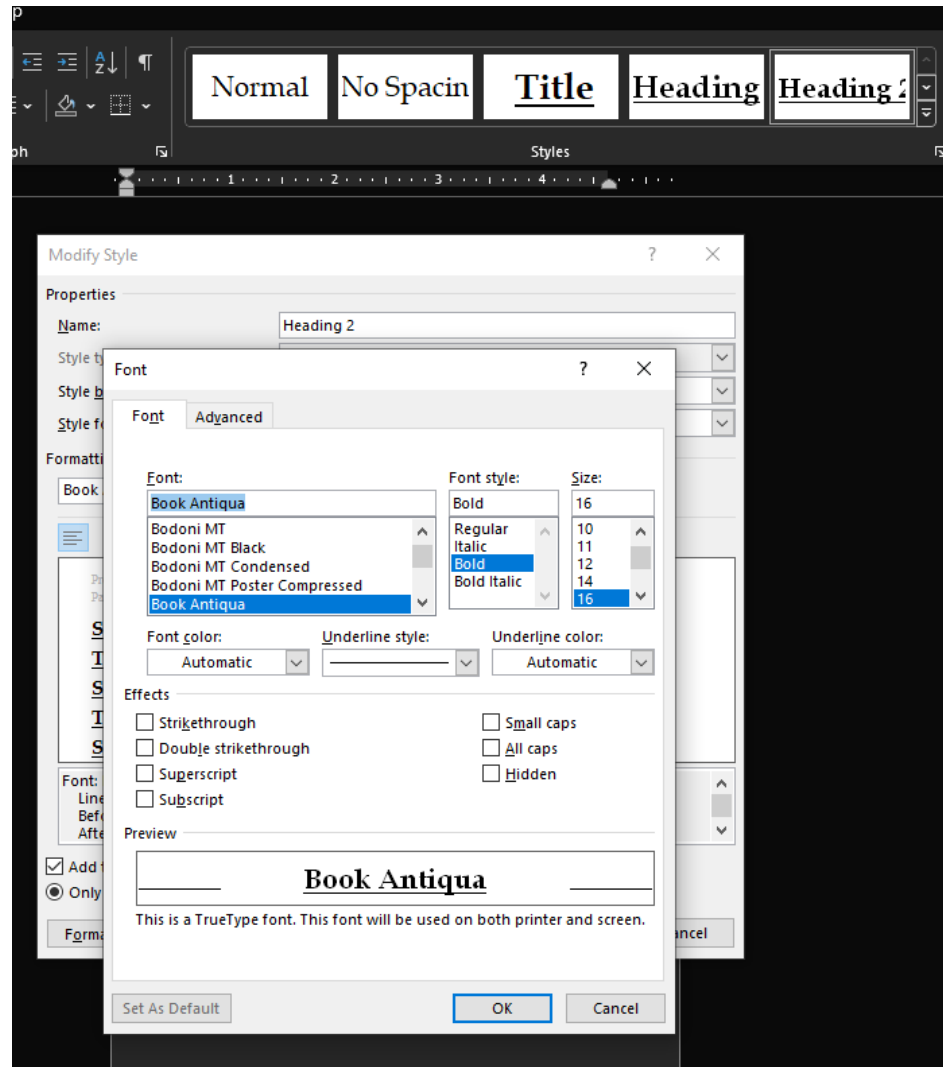 p
A
Z
¶
Normal
No Spacin
Title
Heading
Heading 2
ph
Styles
1 2 3 4
Modify Style
?
Properties
Name:
Heading 2
Style ty
Style b
Style fo
Formatti
Book
Font
?
Font
Advanced
Font: Font style: Size:
Book Antiqua Bold 16
Bodoni MT Regular 10
Bodoni MT Black Italic 11
Bodoni MT Condensed Bold 12
Bodoni MT Poster Compressed Bold Italic 14
Book Antiqua 16
Font color: Underline style: Underline color:
Automatic Automatic
Effects
Strikethrough Small caps
Double strikethrough All caps
Superscript Hidden
Subscript
Preview
Book Antiqua
This is a TrueType font. This font will be used on both printer and screen.
Set As Default OK Cancel
Pr
Pa
S
T
S
T
S
Font:
Line
Befo
Afte
Add t
Only
Forma
ancel